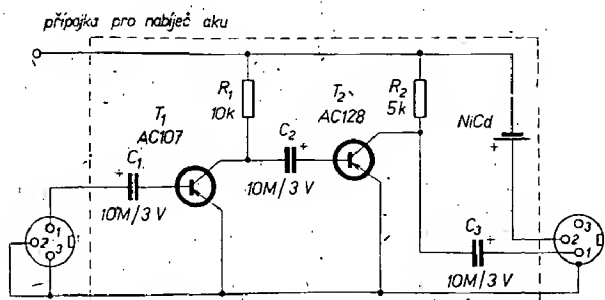 přípojka pro nabíječ aku
T1
AC107
R1
10k
C1
+
10M/3 V
C2
+
10M/3 V
T2
AC128
R2
5k
NiCd
+
C3
+
10M/3 V
1
2
3
3
2
1